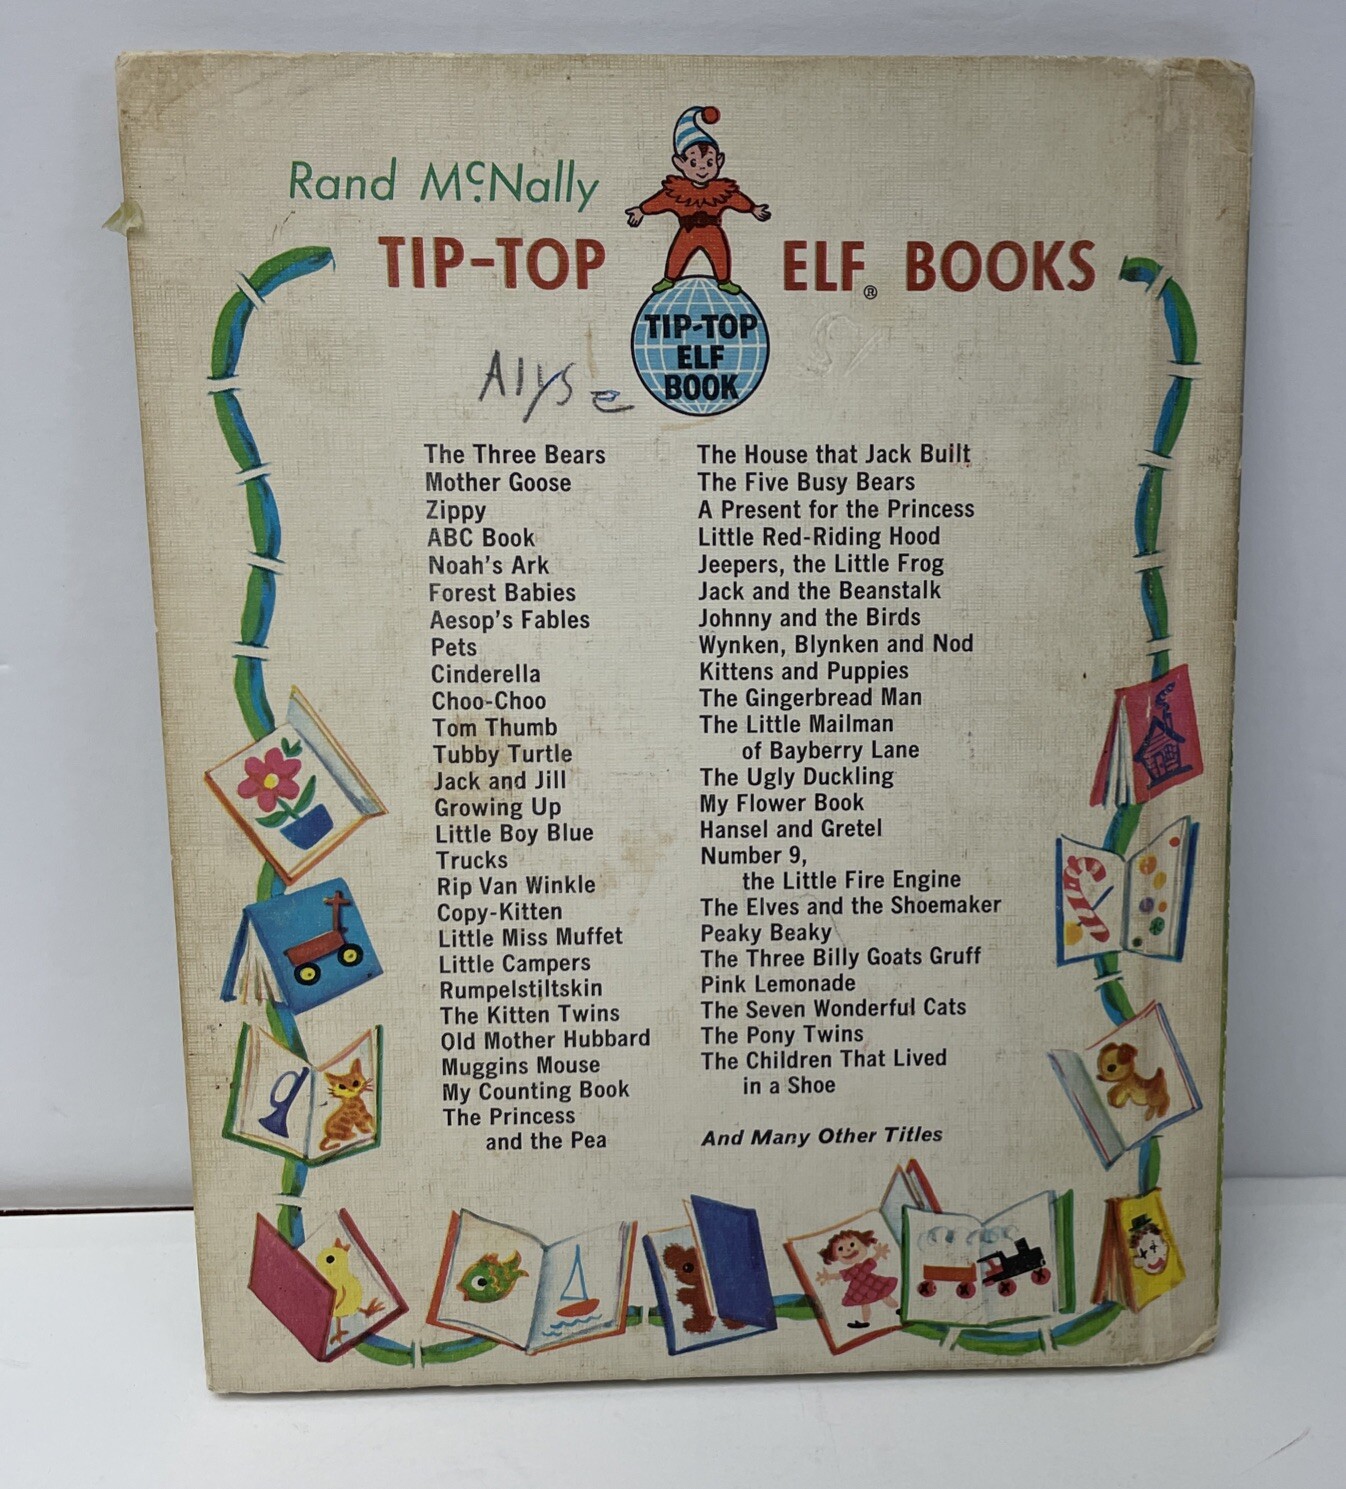 Rand McNally
TIP-TOP ELF® BOOKS
TIP-TOP
ELF
BOOK
Alyse
The Three Bears
Mother Goose
Zippy
ABC Book
Noah's Ark
Forest Babies
Aesop's Fables
Pets
Cinderella
Choo-Choo
Tom Thumb
Tubby Turtle
Jack and Jill
Growing Up
Little Boy Blue
Trucks
Rip Van Winkle
Copy-Kitten
Little Miss Muffet
Little Campers
Rumpelstiltskin
The Kitten Twins
Old Mother Hubbard
Muggins Mouse
My Counting Book
The Princess
and the Pea
The House that Jack Built
The Five Busy Bears
A Present for the Princess
Little Red-Riding Hood
Jeepers, the Little Frog
Jack and the Beanstalk
Johnny and the Birds
Wynken, Blynken and Nod
Kittens and Puppies
The Gingerbread Man
The Little Mailman
of Bayberry Lane
The Ugly Duckling
My Flower Book
Hansel and Gretel
Number 9,
the Little Fire Engine
The Elves and the Shoemaker
Peaky Beaky
The Three Billy Goats Gruff
Pink Lemonade
The Seven Wonderful Cats
The Pony Twins
The Children That Lived
in a Shoe
And Many Other Titles